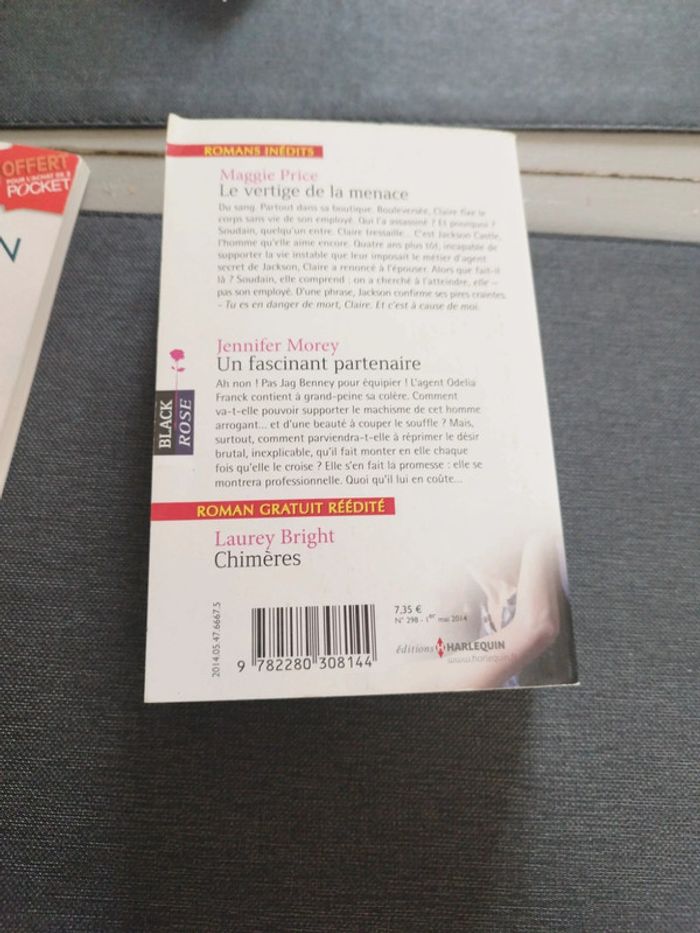 OFFERT
POUR L'ACHAT DE 2
POCKET
N
ROMANS INÉDITS
Maggie Price
Le vertige de la menace
Du sang. Partout dans sa boutique. Bouleversée, Claire fixe le
corps sans vie de son employé. Qui l'a assassiné ? Et pourquoi ?
Soudain, quelqu'un entre. Claire tressaille... C'est Jackson Castle,
l'homme qu'elle aime encore. Quatre ans plus tôt, incapable de
supporter la vie instable que leur imposait le métier d'agent
secret de Jackson, Claire a renoncé à l'épouser. Alors que fait-il
là ? Soudain, elle comprend : on a cherché à l'atteindre, elle –
pas son employé. D'une phrase, Jackson confirme ses pires craintes.
- Tu es en danger de mort, Claire. Et c'est à cause de moi.
Jennifer Morey
Un fascinant partenaire
Ah non ! Pas Jag Benney pour équipier ! L'agent Odelia
Franck contient à grand-peine sa colère. Comment
va-t-elle pouvoir supporter le machisme de cet homme
arrogant... et d'une beauté à couper le souffle ? Mais,
surtout, comment parviendra-t-elle à réprimer le désir
brutal, inexplicable, qu'il fait monter en elle chaque
fois qu'elle le croise ? Elle s'en fait la promesse : elle se
montrera professionnelle. Quoi qu'il lui en coûte...
BLACK
ROSE
ROMAN GRATUIT RÉÉDITÉ
Laurey Bright
Chimères
2014.05.47.6667.5
9 782280 308144
7,35 €
N° 298 - 1er mai 2014
éditions HARLEQUIN
www.harlequin.fr